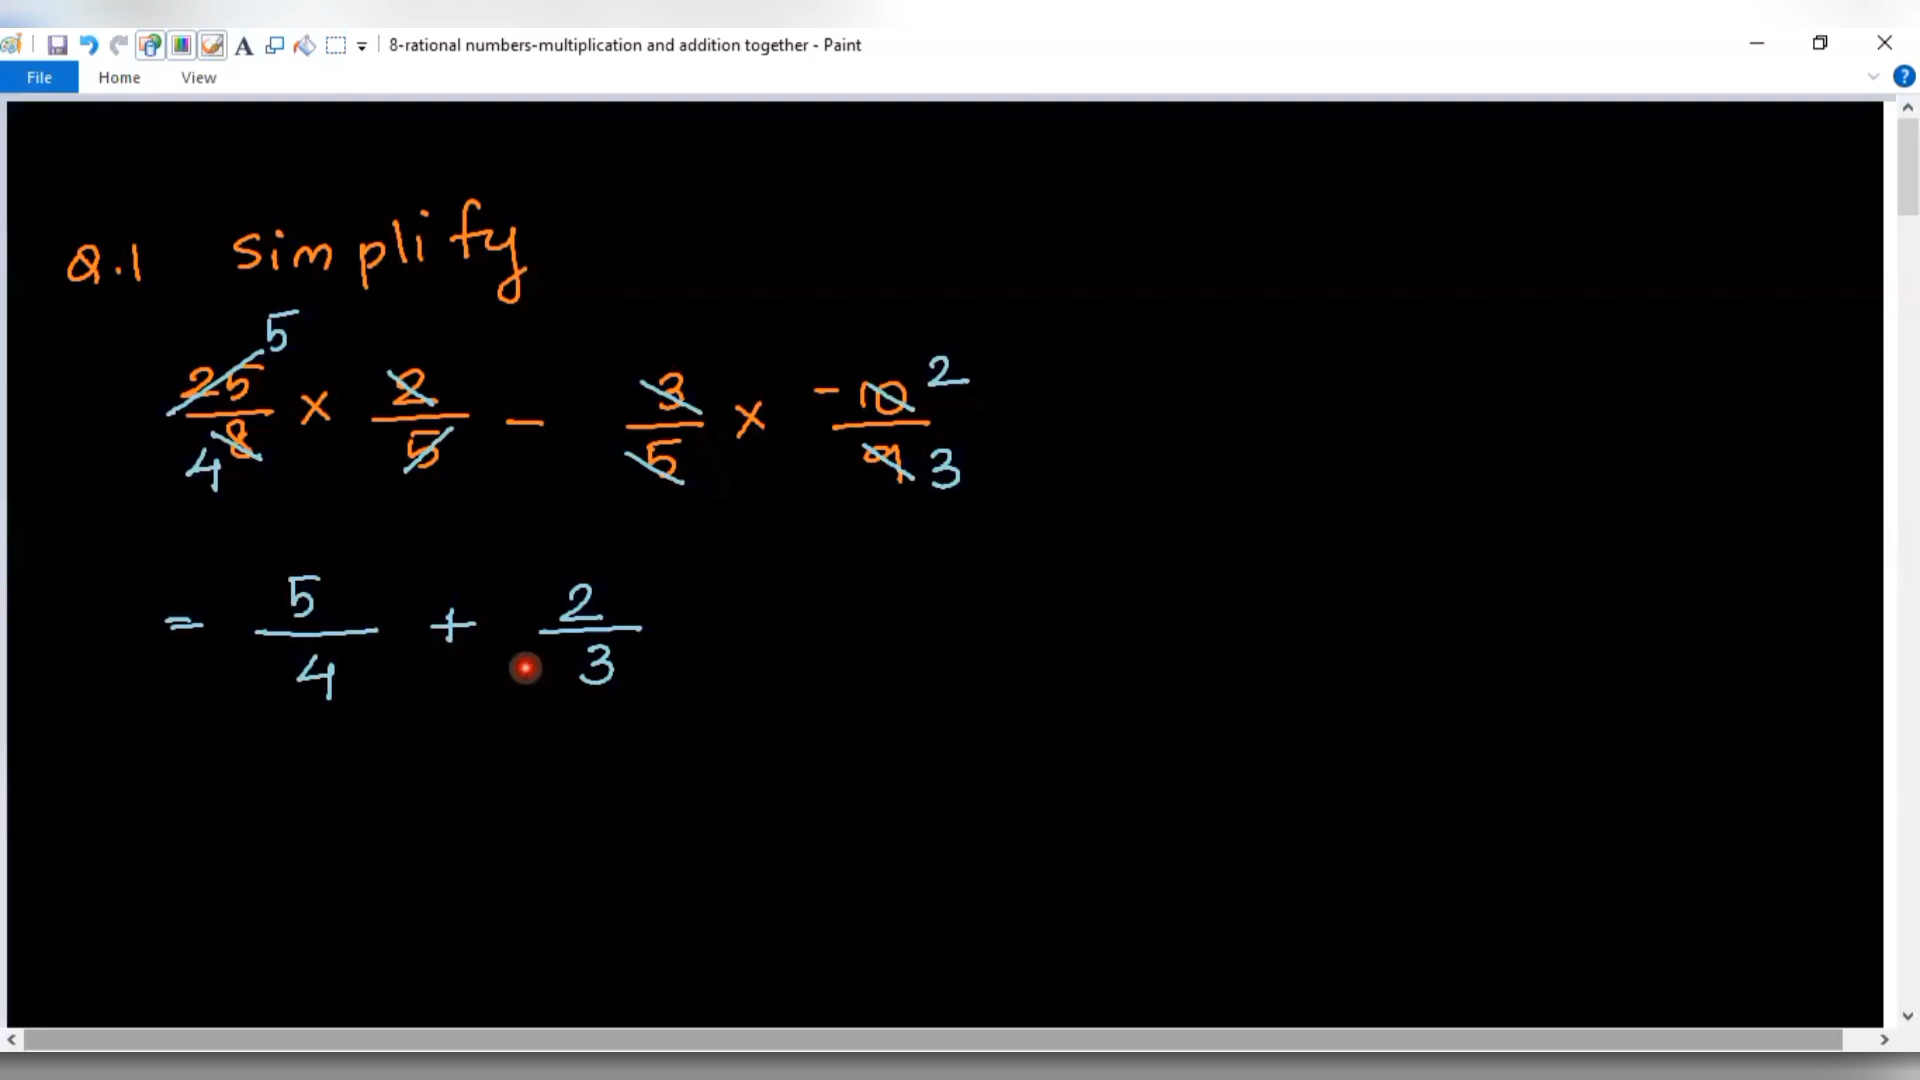 8-rational numbers-multiplication and addition together - Paint
File Home View
Q.1 Simplify
5 2
25 × 2 - 3 × -10
8 5 5 9
4 3
= 5/4 + 2/3